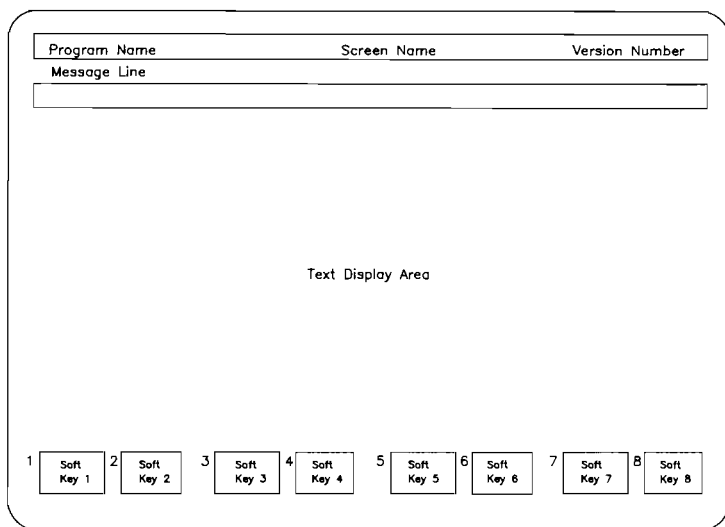 Program Name Screen Name Version Number
Message Line
Text Display Area
1 2 3 4 5 6 7 8
Soft Soft Soft Soft Soft Soft Soft Soft
Key 1 Key 2 Key 3 Key 4 Key 5 Key 6 Key 7 Key 8